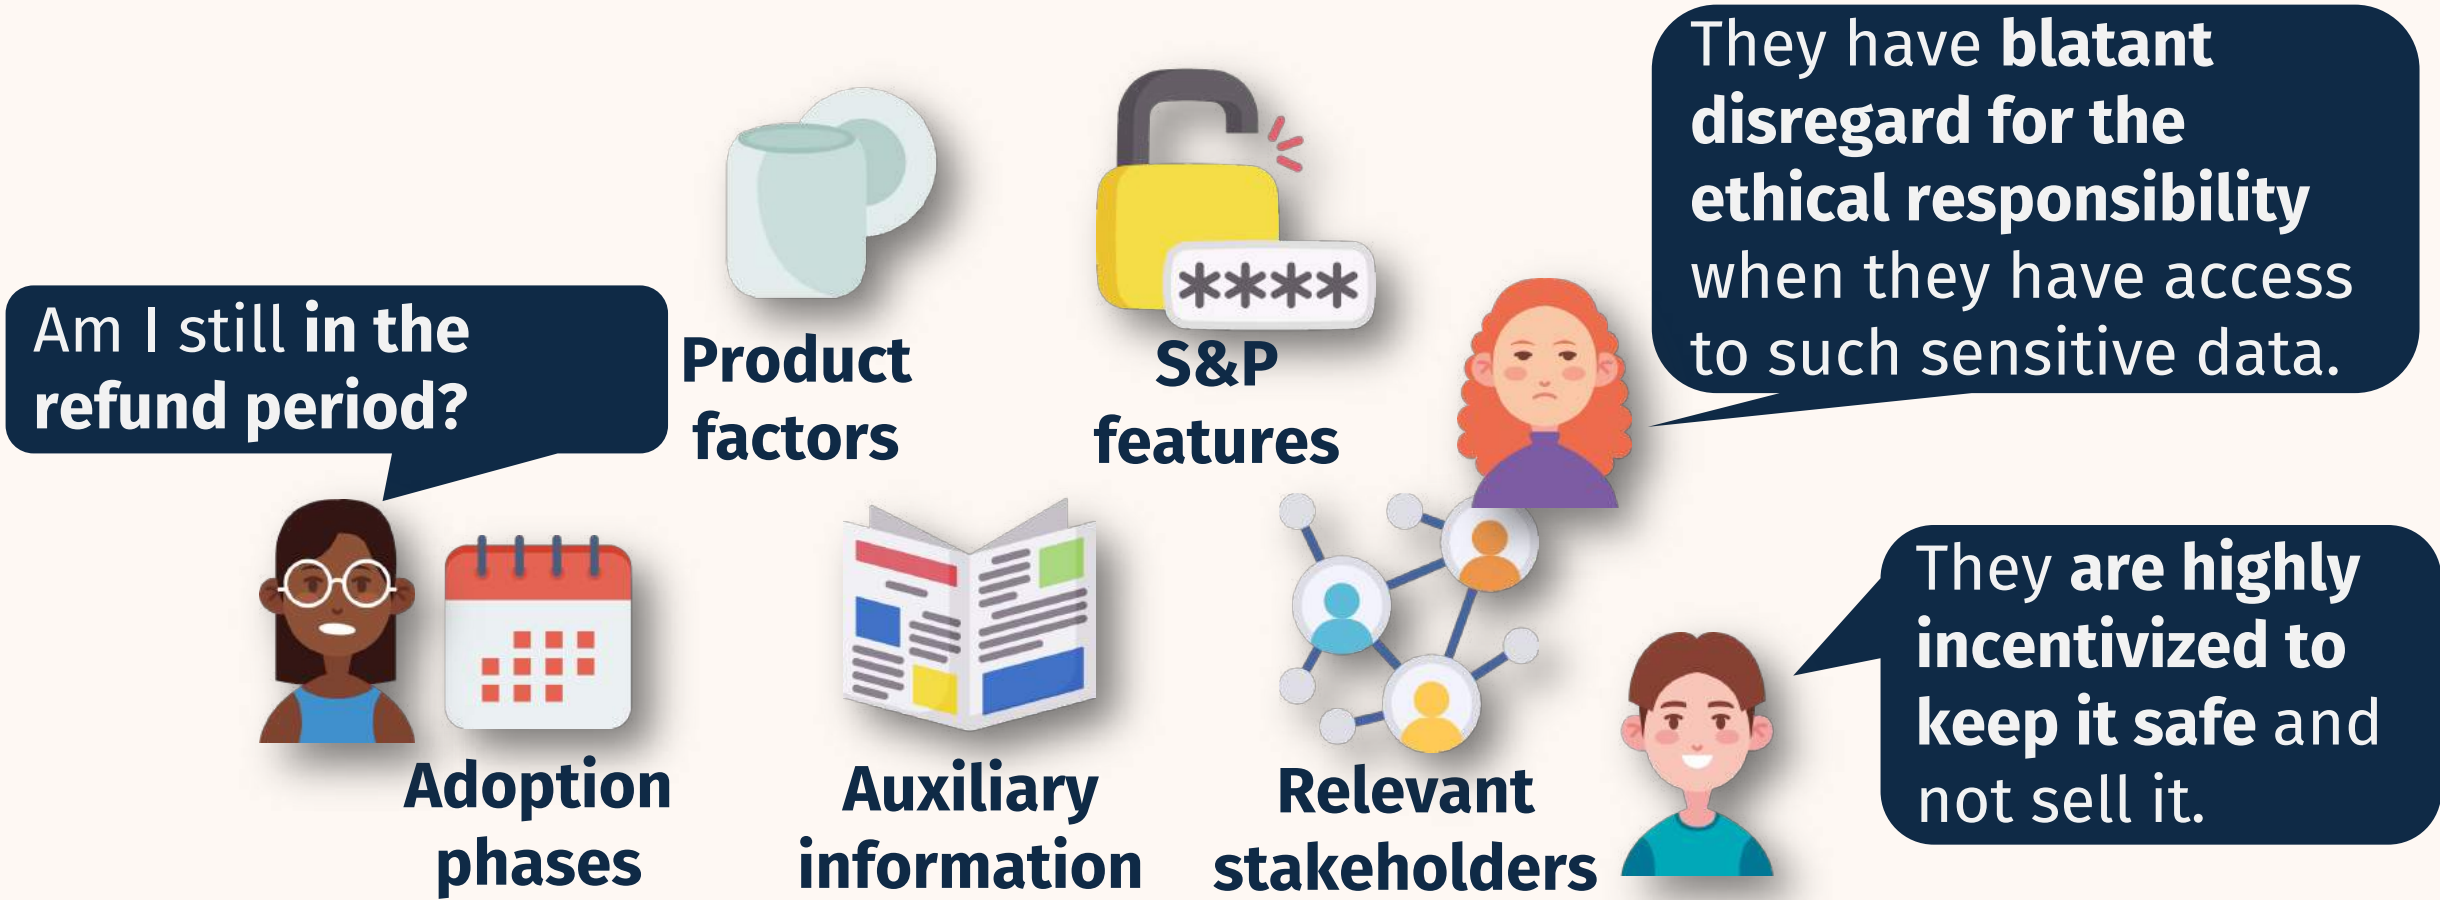 They have blatant
disregard for the
ethical responsibility
when they have access
to such sensitive data.
Am I still in the
refund period?
Product
factors
****
S&P
features
They are highly
incentivized to
keep it safe and
not sell it.
Adoption
phases
Auxiliary
information
Relevant
stakeholders